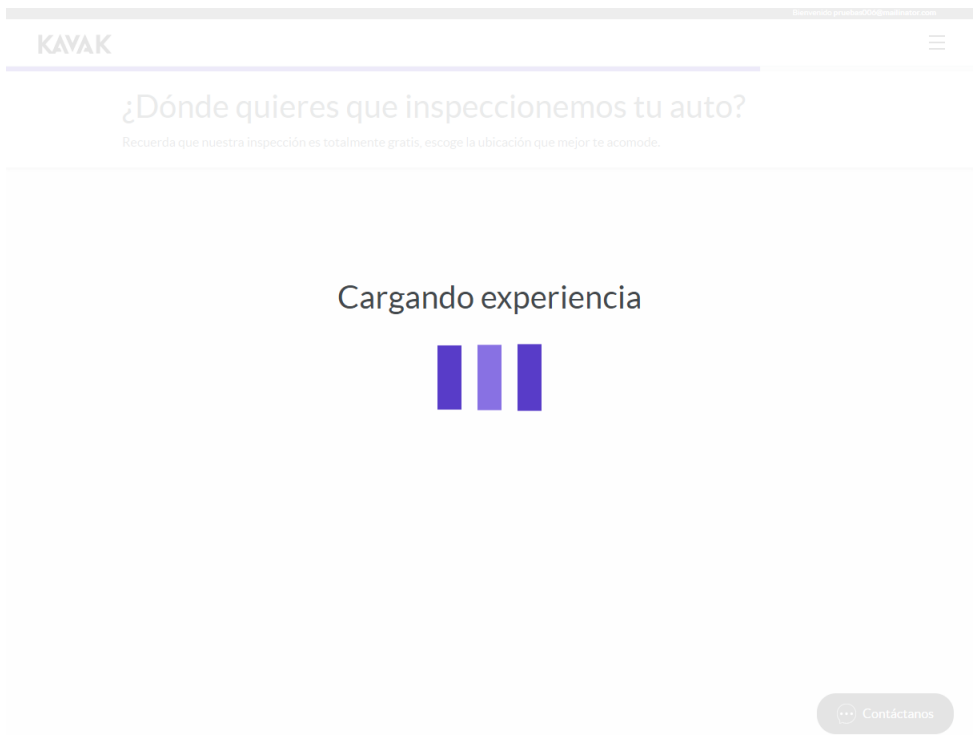 KAVAK
¿Dónde quieres que inspeccionemos tu auto?
Recuerda que nuestra inspección es totalmente gratis, escoge la ubicación que mejor te acomode.
Cargando experiencia
Contáctanos